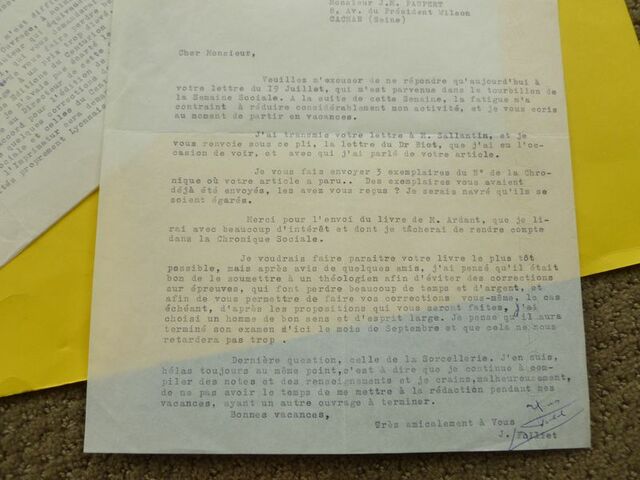 Monsieur J.M. PAUPERT
8, Av. du Président Wilson
CACHAN (Seine)
Cher Monsieur,
Veuillez m'excuser de ne répondre qu'aujourd'hui à
votre lettre du 19 Juillet, qui m'est parvenue dans le tourbillon de
la Semaine Sociale. A la suite de cette Semaine, la fatigue m'a
contraint à réduire considérablement mon activité, et je vous écris
au moment de partir en vacances.
J'ai transmis votre lettre à M. Sallantin, et je
vous renvoie sous ce pli, la lettre du Dr Biot, que j'ai eu l'oc-
casion de voir, et avec qui j'ai parlé de votre article.
Je vous fais envoyer 3 exemplaires du N° de la Chro-
nique où votre article a paru.. Des exemplaires vous avaient
déjà été envoyés, les avez vous reçus ? Je serais navré qu'ils se
soient égarés.
Merci pour l'envoi du livre de M. Ardant, que je li-
rai avec beaucoup d'intérêt et dont je tâcherai de rendre compte
dans la Chronique Sociale.
Je voudrais faire paraitre votre livre le plus tôt
possible, mais après avis de quelques amis, j'ai pensé qu'il était
bon de le soumettre à un théologien afin d'éviter des corrections
sur épreuves, qui font perdre beaucoup de temps et d'argent, et
afin de vous permettre de faire vos corrections vous-même, le cas
échéant, d'après les propositions qui vous seront faites, j'ai
choisi un homme de bon sens et d'esprit large. Je pense qu'il aura
terminé son examen d'ici le mois de Septembre et que cela ne nous
retardera pas trop .
Dernière question, celle de la Sorcellerie. J'en suis,
hélas toujours au même point, c'est à dire que je continue à com-
piler des notes et des renseignements et je crains, malheureusement,
de ne pas avoir le temps de me mettre à la rédaction pendant mes
vacances, ayant un autre ouvrage à terminer.
Bonnes vacances,
Très amicalement à Vous
J. Folliet